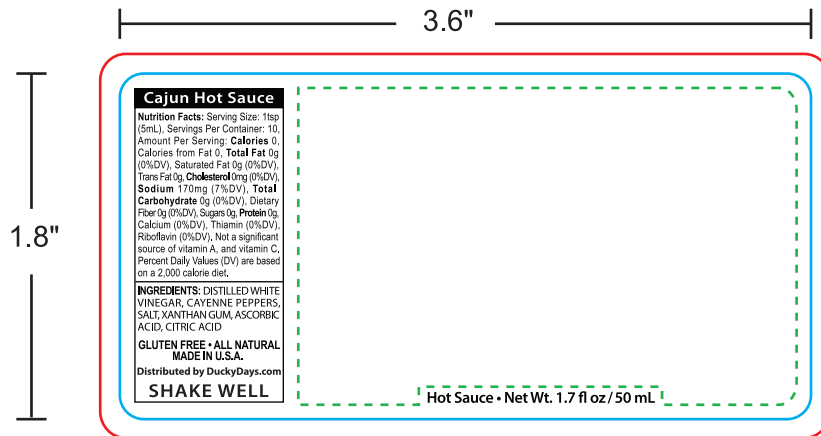 3.6"
1.8"
Cajun Hot Sauce
Nutrition Facts: Serving Size: 1tsp
(5mL), Servings Per Container: 10,
Amount Per Serving: Calories 0,
Calories from Fat 0, Total Fat 0g
(0%DV), Saturated Fat 0g (0%DV),
Trans Fat 0g, Cholesterol 0mg (0%DV),
Sodium 170mg (7%DV), Total
Carbohydrate 0g (0%DV), Dietary
Fiber 0g (0%DV), Sugars 0g, Protein 0g,
Calcium (0%DV), Thiamin (0%DV),
Riboflavin (0%DV). Not a significant
source of vitamin A, and vitamin C.
Percent Daily Values (DV) are based
on a 2,000 calorie diet.
INGREDIENTS: DISTILLED WHITE
VINEGAR, CAYENNE PEPPERS,
SALT, XANTHAN GUM, ASCORBIC
ACID, CITRIC ACID
GLUTEN FREE • ALL NATURAL
MADE IN U.S.A.
Distributed by DuckyDays.com
SHAKE WELL
Hot Sauce • Net Wt. 1.7 fl oz / 50 mL